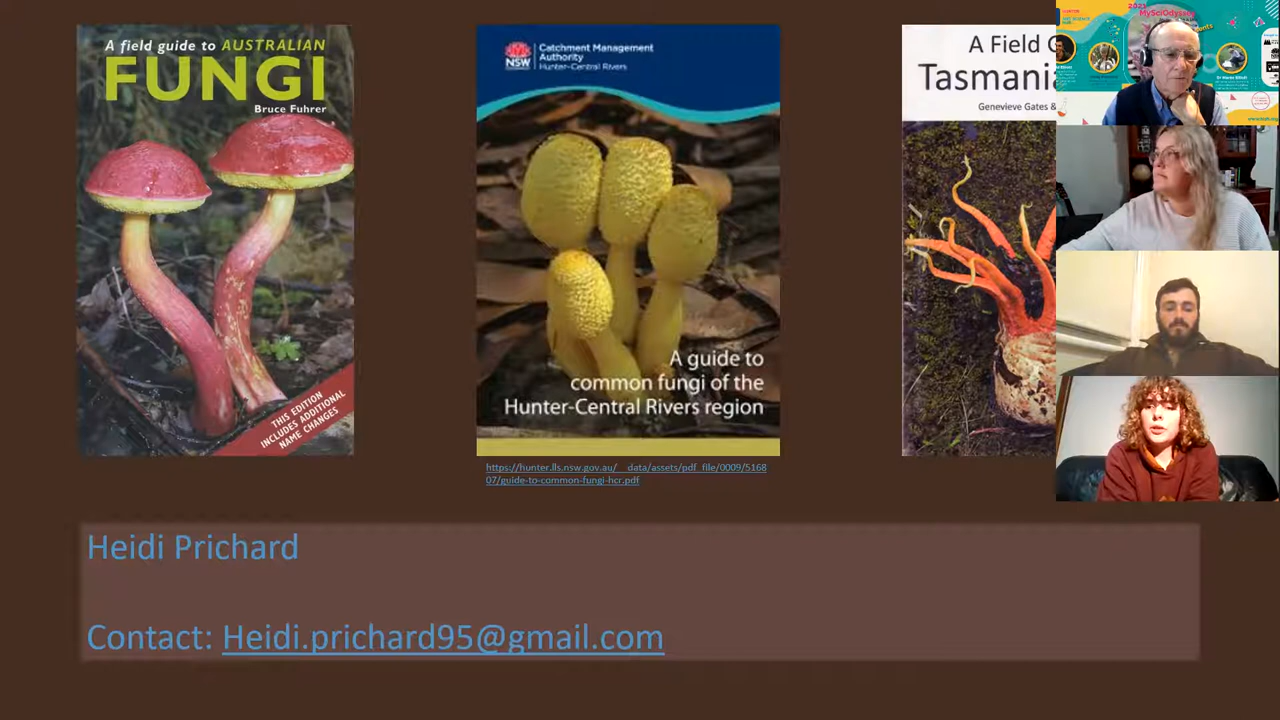 A field guide to AUSTRALIAN
FUNGI
Bruce Fuhrer
THIS EDITION
INCLUDES ADDITIONAL
NAME CHANGES
NSW
Catchment Management
Authority
Hunter-Central Rivers
A guide to
common fungi of the
Hunter-Central Rivers region
https://hunter.lls.nsw.gov.au/__data/assets/pdf_file/0009/5168
07/guide-to-common-fungi-hcr.pdf
A Field G
Tasmani
Genevieve Gates &
2021
MySciOdyssey
Heidi Prichard
Contact: Heidi.prichard95@gmail.com